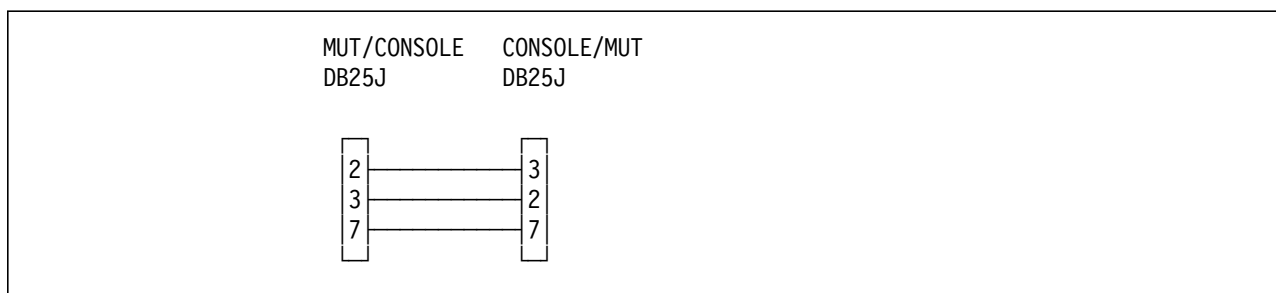 MUT/CONSOLE CONSOLE/MUT
DB25J DB25J
2 3
3 2
7 7